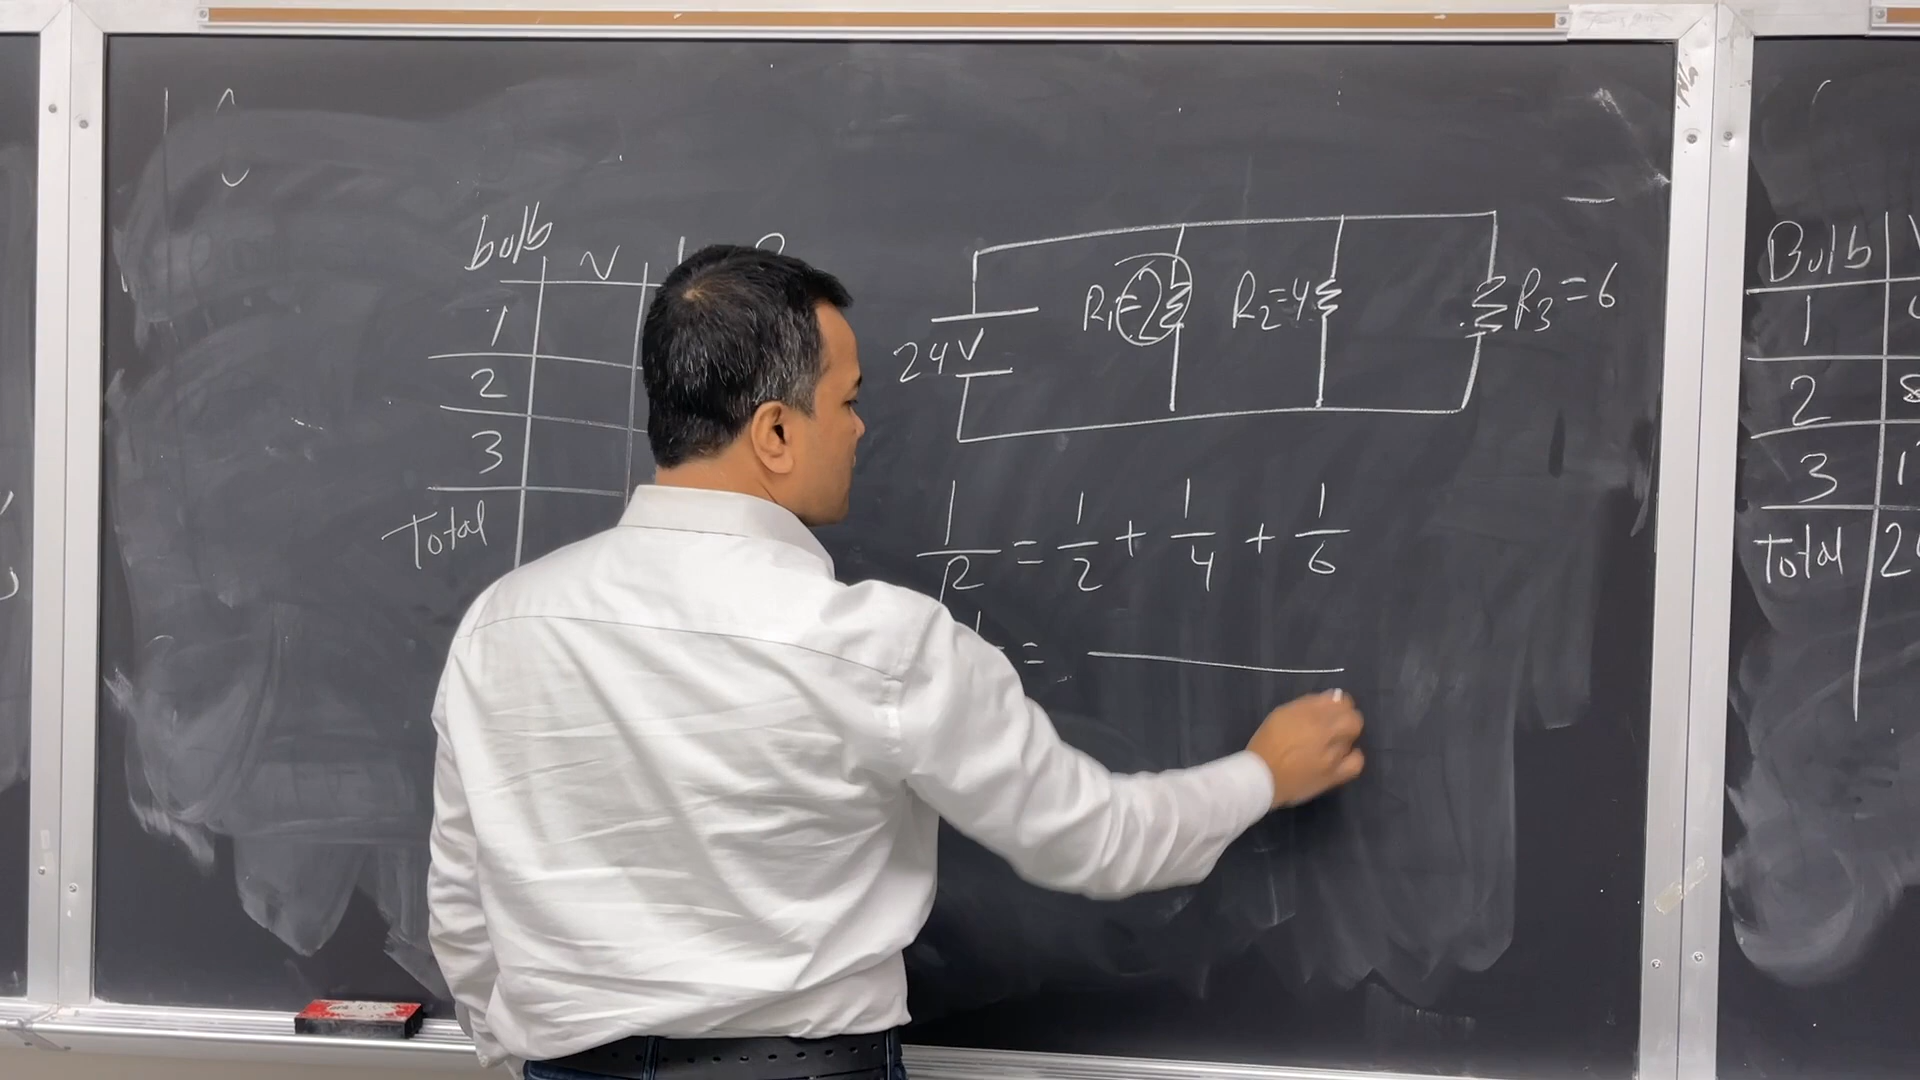 bulb V
1
2
3
Total
24V
R₁=2
R₂=4
R₃=6
1/R = 1/2 + 1/4 + 1/6
=
Bulb
1
2
3
Total